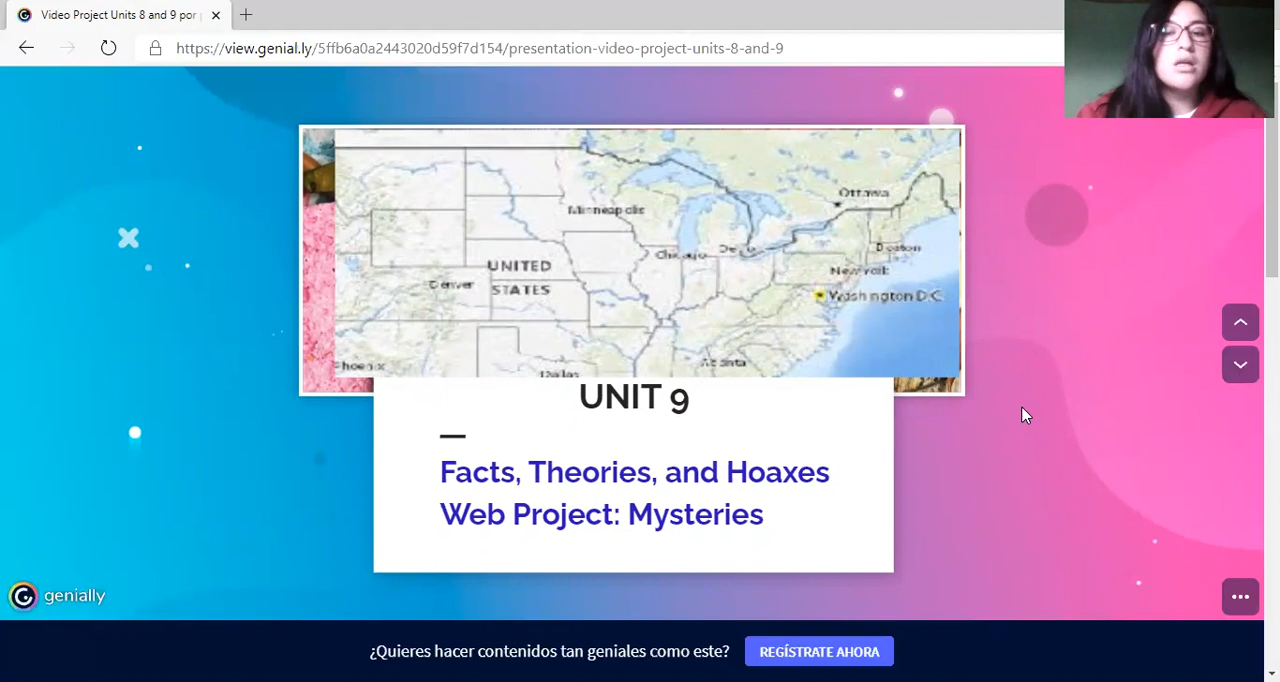 Video Project Units 8 and 9 por
https://view.genial.ly/5ffb6a0a2443020d59f7d154/presentation-video-project-units-8-and-9
Ottawa
Minneapolis
Boston
Chicago
New York
UNITED
Denver
STATES
Washington D.C.
Atlanta
Phoenix
Dallas
UNIT 9
Facts, Theories, and Hoaxes
Web Project: Mysteries
genially
¿Quieres hacer contenidos tan geniales como este?
REGÍSTRATE AHORA